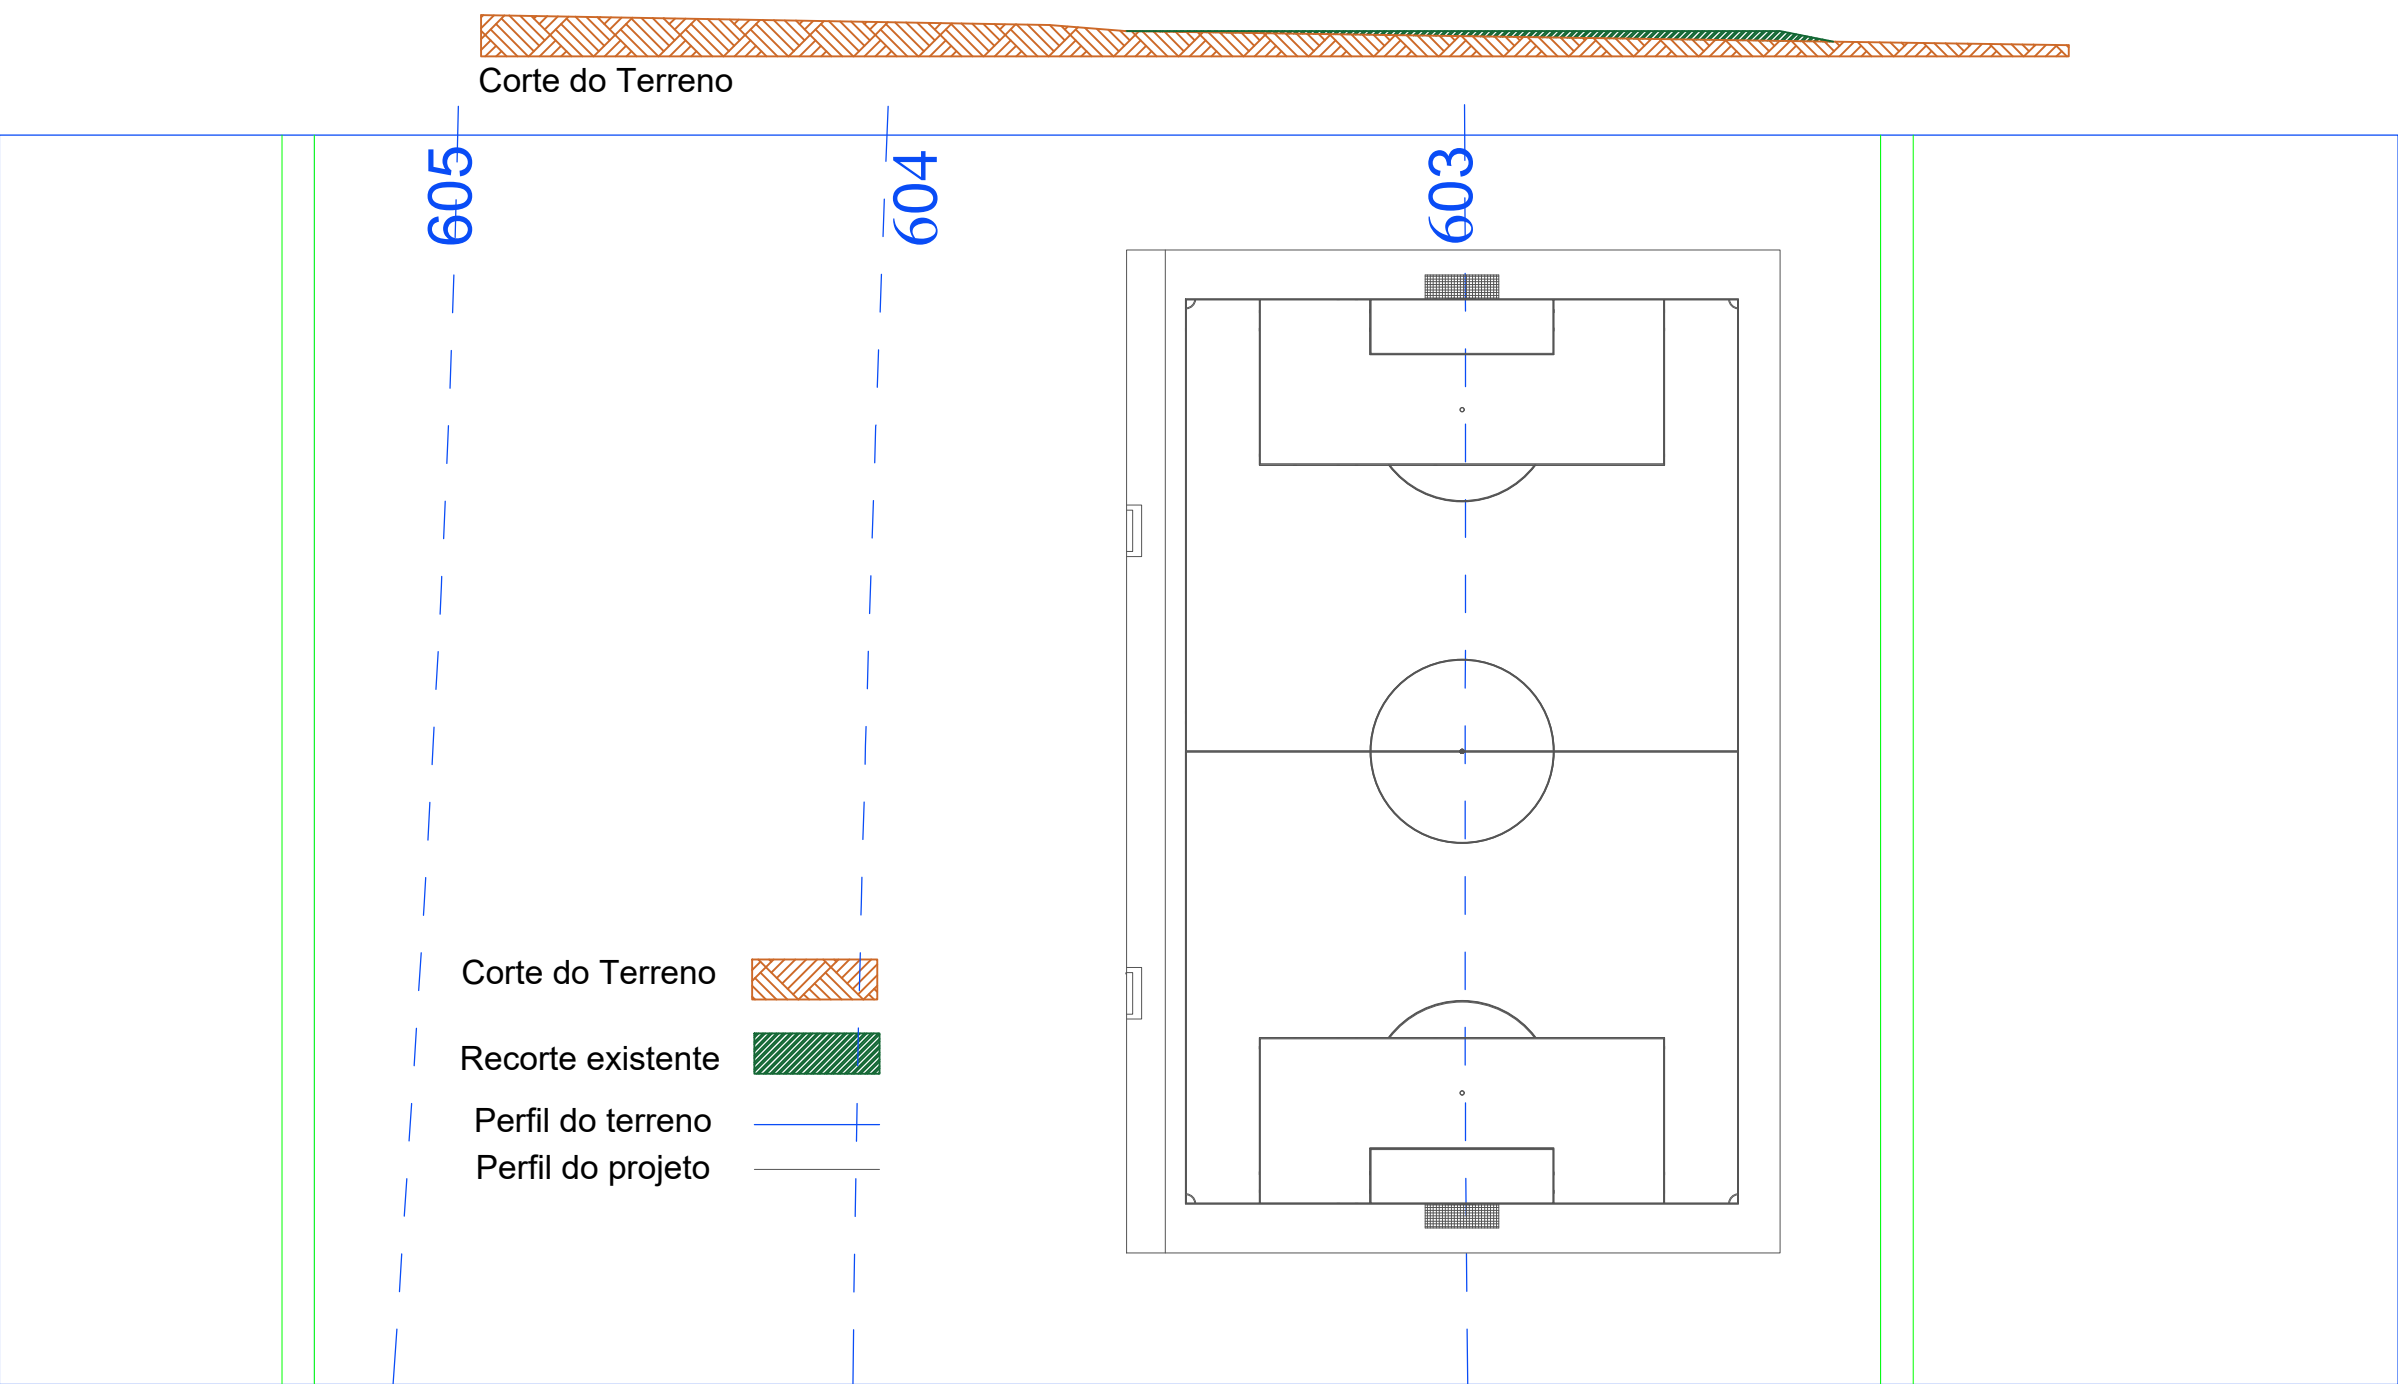 Corte do Terreno
605
604
603
Corte do Terreno
Recorte existente
Perfil do terreno
Perfil do projeto